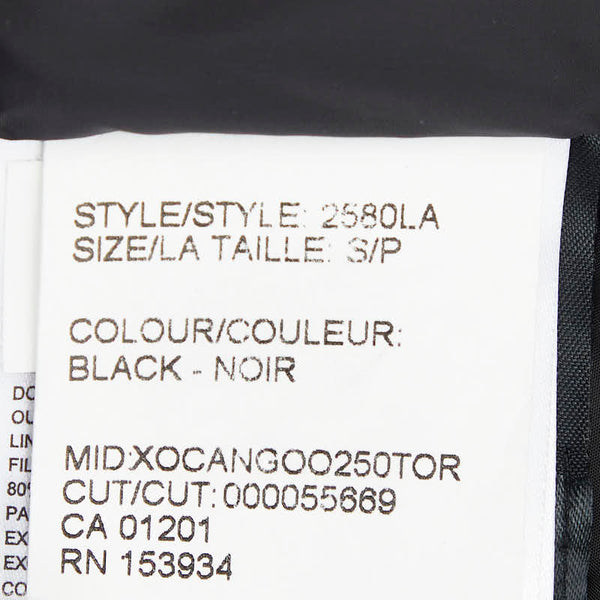 STYLE/STYLE: 2580LA
SIZE/LA TAILLE: S/P
COLOUR/COULEUR:
BLACK - NOIR
MID:XOCANGOO250TOR
CUT/CUT: 000055669
CA 01201
RN 153934
80%